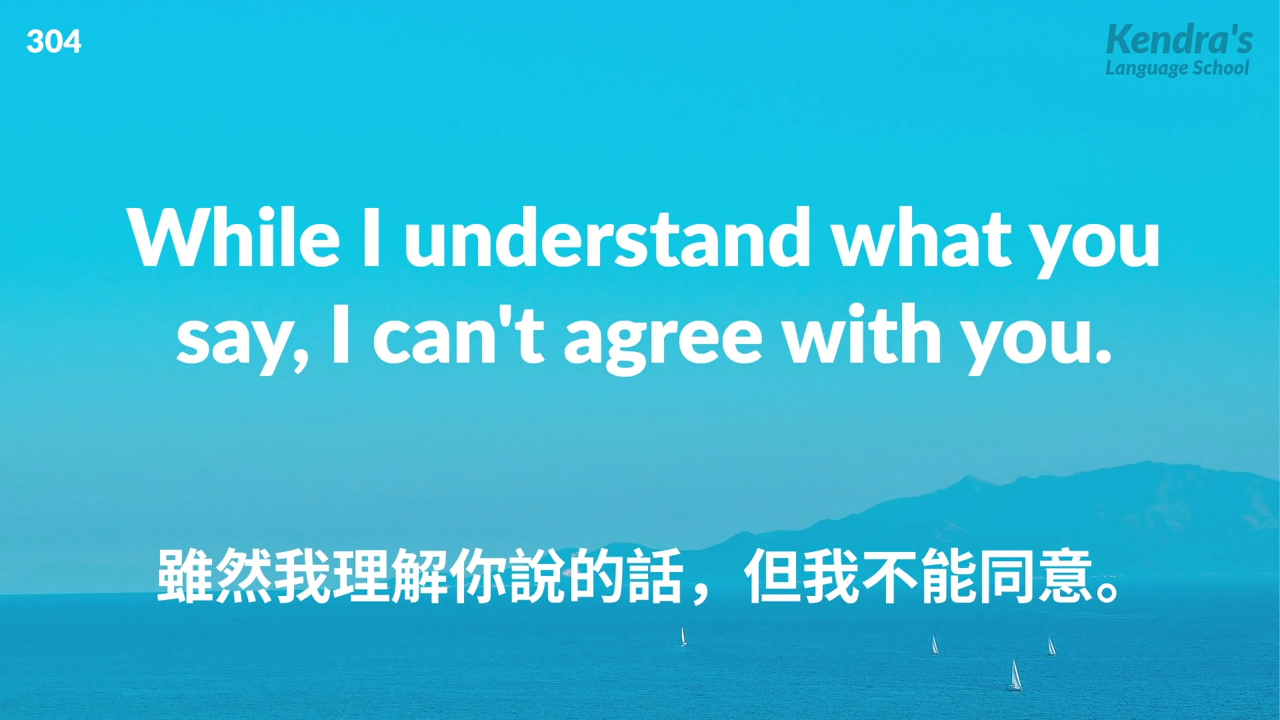 304
Kendra's
Language School
While I understand what you
say, I can't agree with you.
雖然我理解你說的話，但我不能同意。